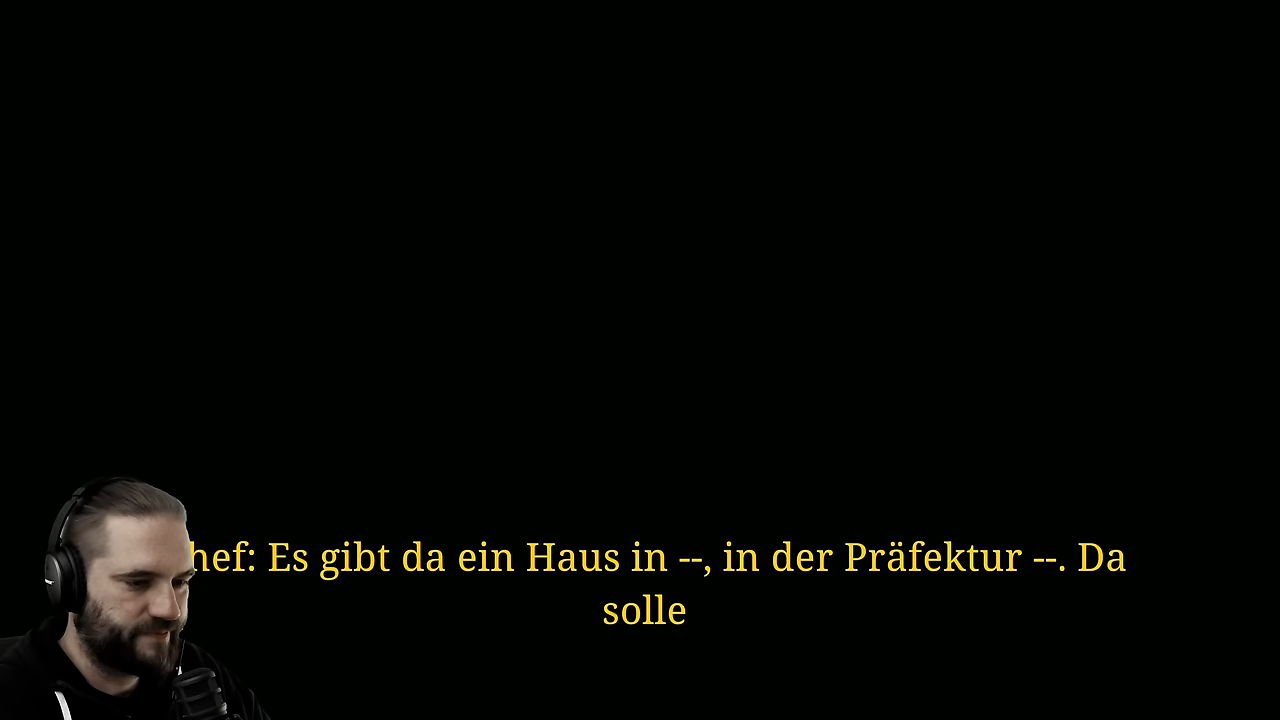 hef: Es gibt da ein Haus in --, in der Präfektur --. Da
solle